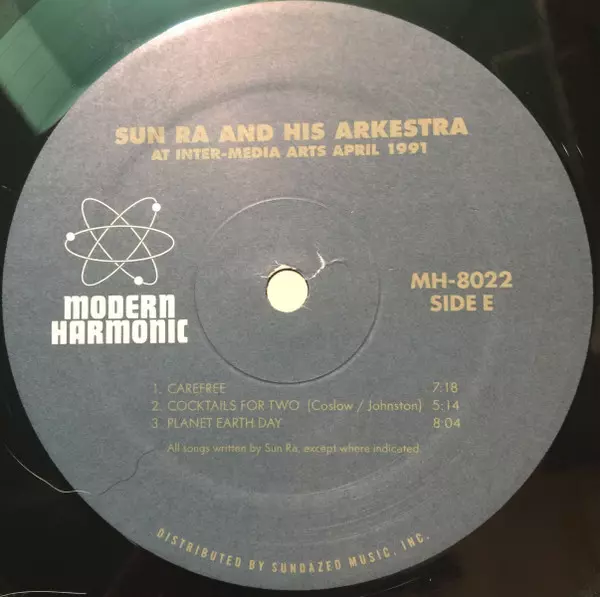 SUN RA AND HIS ARKESTRA
AT INTER-MEDIA ARTS APRIL 1991
MODERN
HARMONIC
MH-8022
SIDE E
1. CAREFREE 7:18
2. COCKTAILS FOR TWO (Coslow / Johnston) 5:14
3. PLANET EARTH DAY 8:04
All songs written by Sun Ra, except where indicated.
DISTRIBUTED BY SUNDAZED MUSIC, INC.